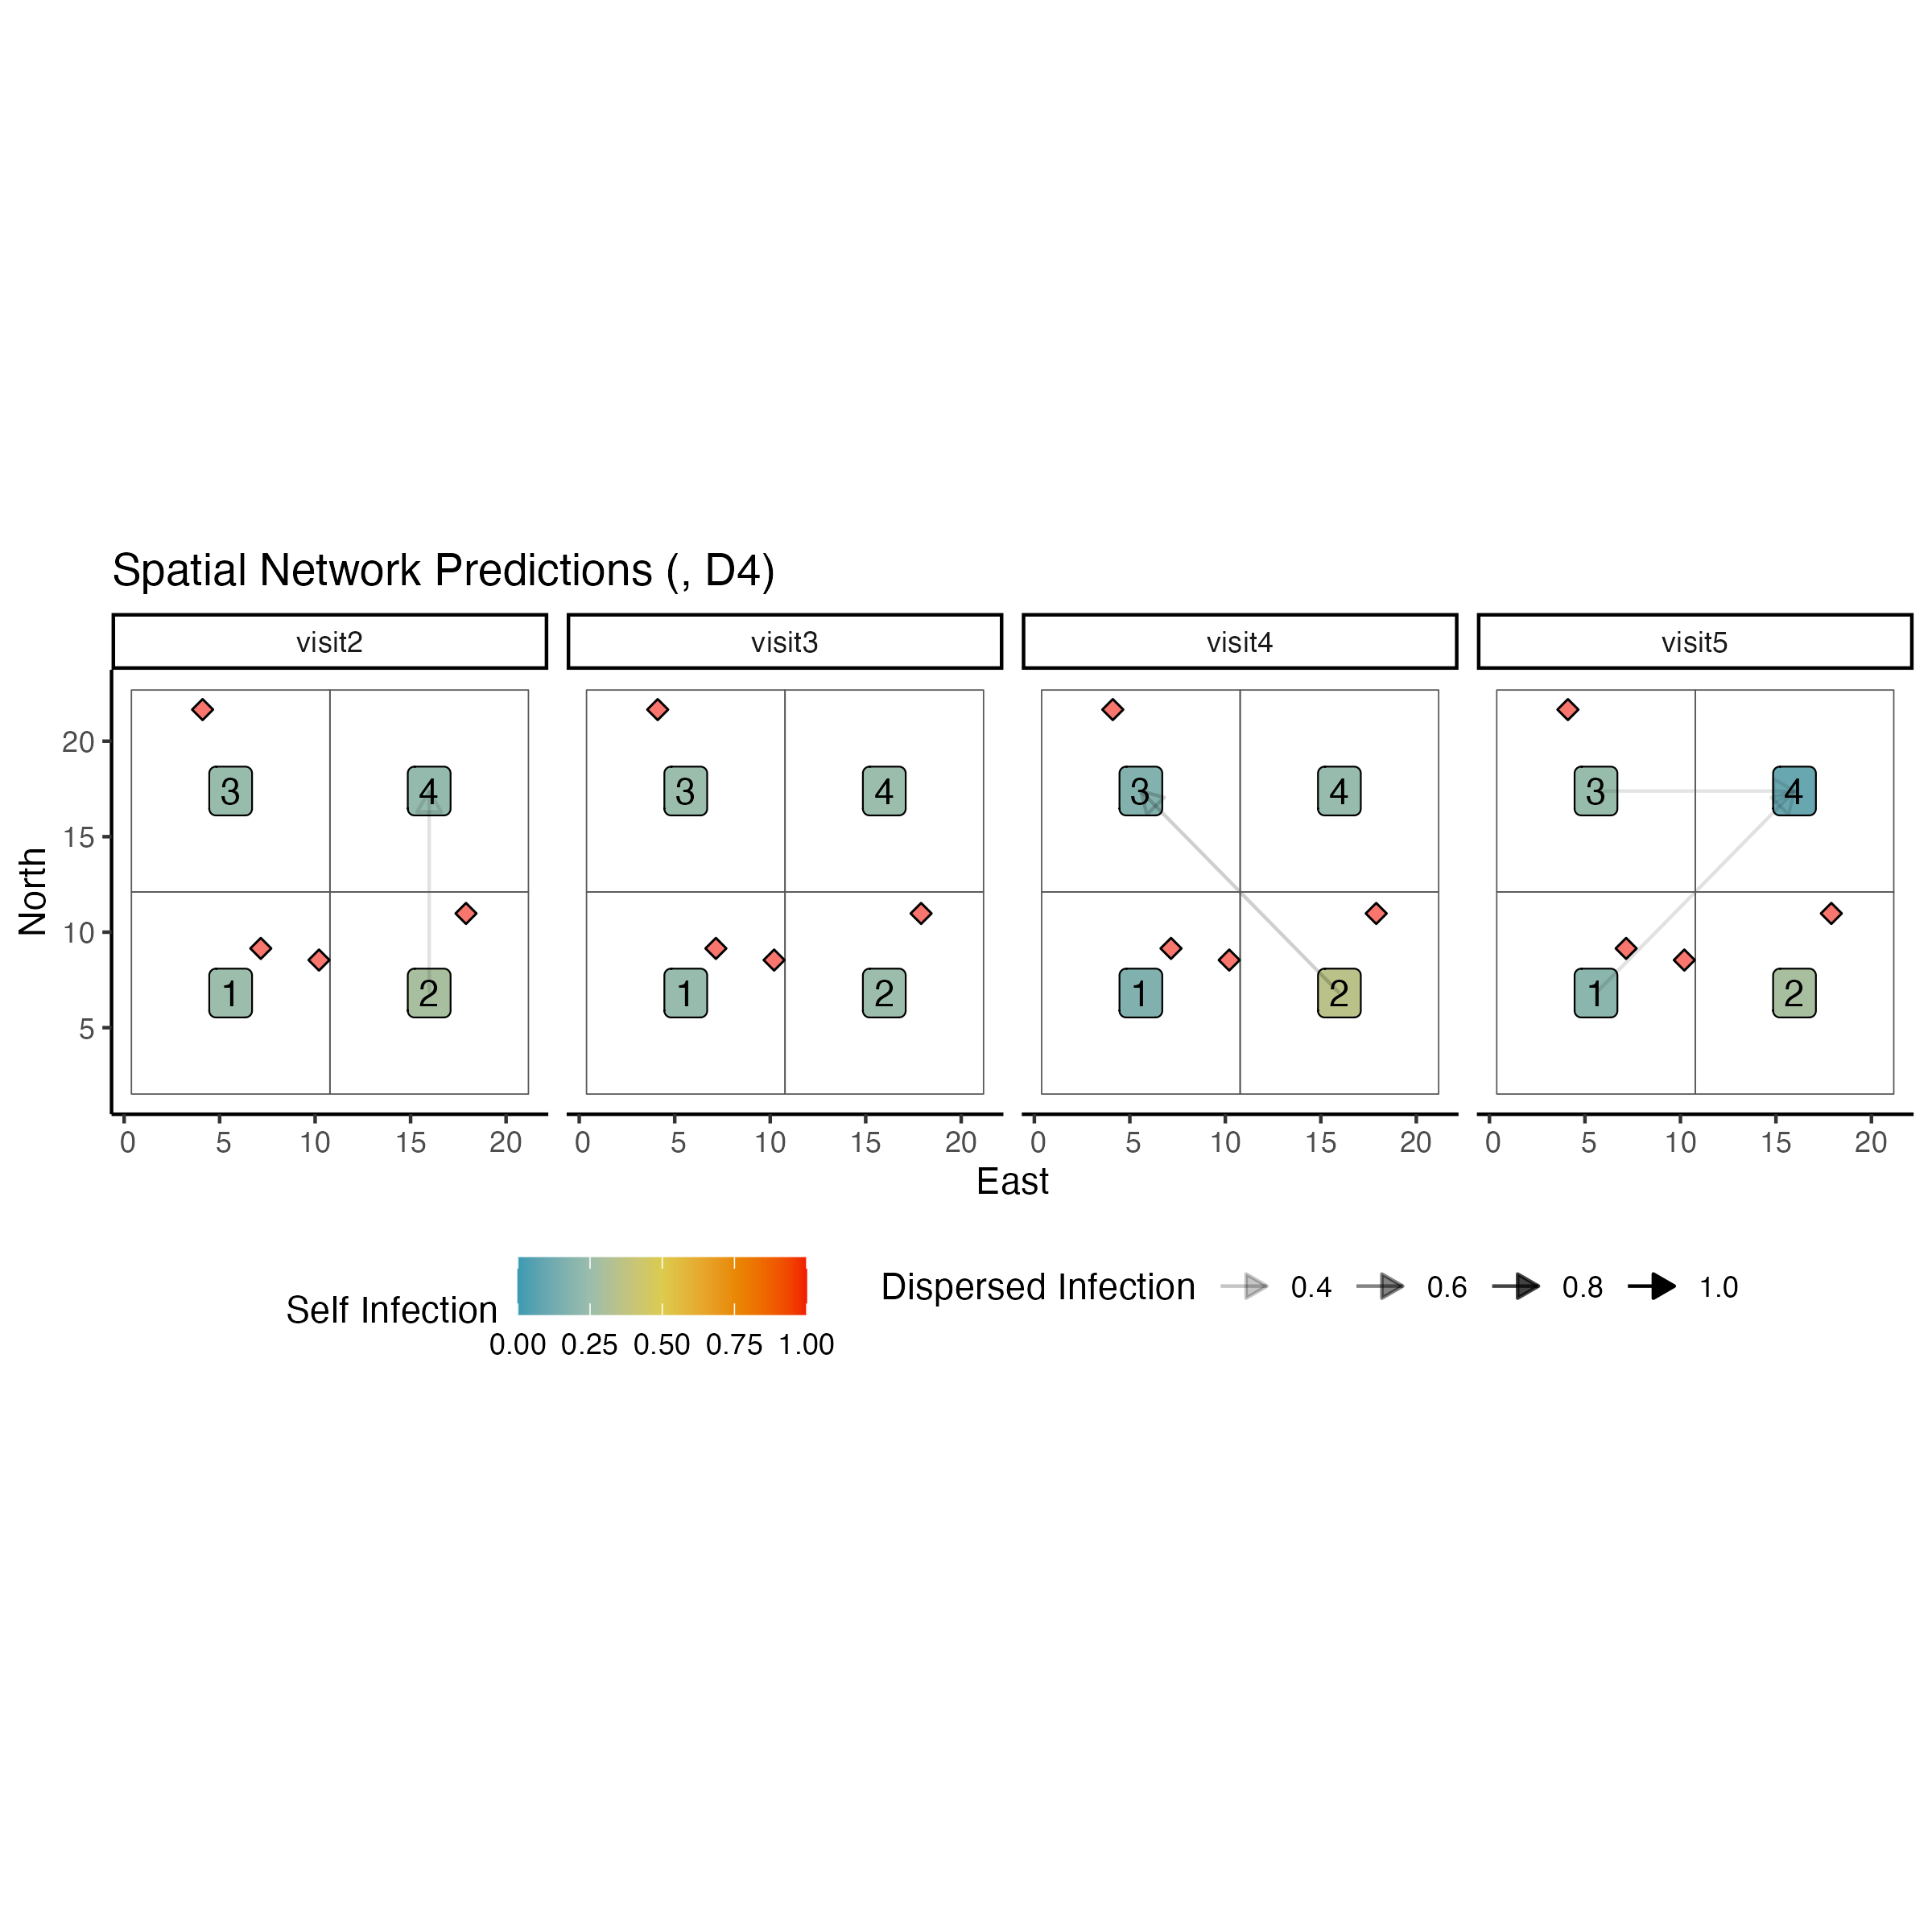 Spatial Network Predictions (, D4)
visit2 visit3 visit4 visit5
North
20
15
10
5
3 4 3 4 3 4 3 4
1 2 1 2 1 2 1 2
0 5 10 15 20 0 5 10 15 20 0 5 10 15 20 0 5 10 15 20
East
Self Infection
0.00 0.25 0.50 0.75 1.00
Dispersed Infection 0.4 0.6 0.8 1.0